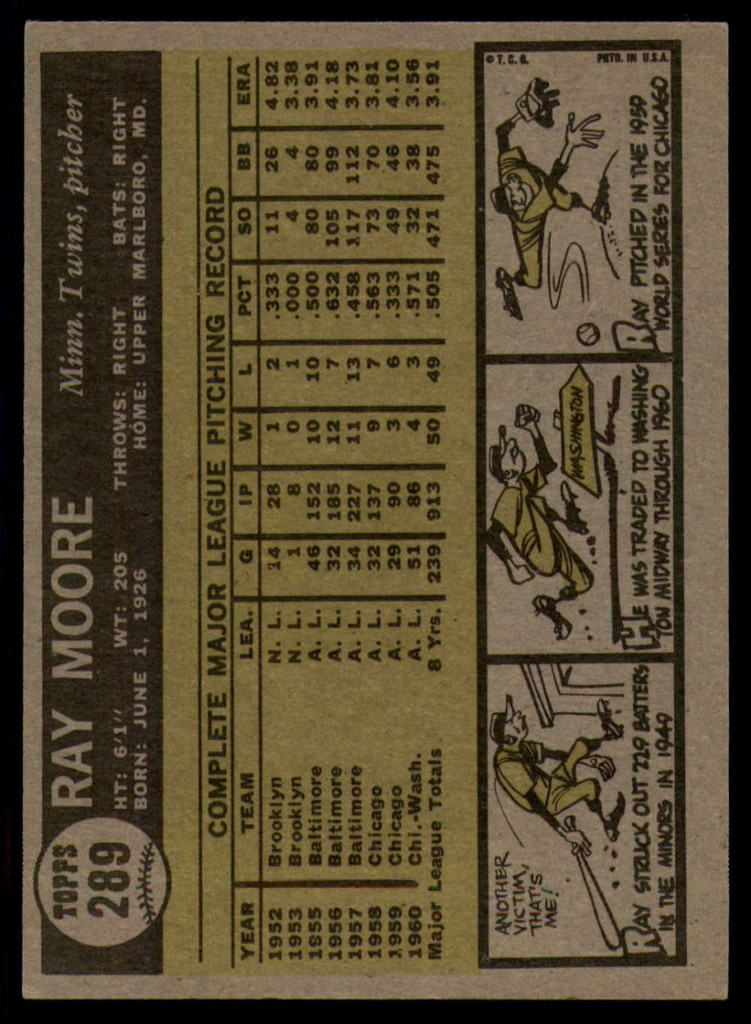 TOPPS
289
RAY MOORE
Minn. Twins, pitcher
HT: 6'1" WT: 205 THROWS: RIGHT BATS: RIGHT
BORN: JUNE 1, 1926 HOME: UPPER MARLBORO, MD.
COMPLETE MAJOR LEAGUE PITCHING RECORD
YEAR TEAM LEA. G IP W L PCT SO BB ERA
1952 Brooklyn N. L. 14 28 1 2 .333 11 26 4.82
1953 Brooklyn N. L. 1 8 0 1 .000 4 4 3.38
1955 Baltimore A. L. 46 152 10 10 .500 80 80 3.91
1956 Baltimore A. L. 32 185 12 7 .632 105 99 4.18
1957 Baltimore A. L. 34 227 11 13 .458 117 112 3.73
1958 Chicago A. L. 32 137 9 7 .563 73 70 3.81
1959 Chicago A. L. 29 90 3 6 .333 49 46 4.10
1960 Chi.-Wash. A. L. 51 86 4 3 .571 32 38 3.56
Major League Totals 8 Yrs. 239 913 50 49 .505 471 475 3.91
ANOTHER
VICTIM,
THAT'S
ME!
RAY STRUCK OUT 229 BATTERS
IN THE MINORS IN 1949
WASHINGTON
HE WAS TRADED TO WASHING
TON MIDWAY THROUGH 1960
© T. C. G. PRTD. IN U.S.A.
RAY PITCHED IN THE 1959
WORLD SERIES FOR CHICAGO